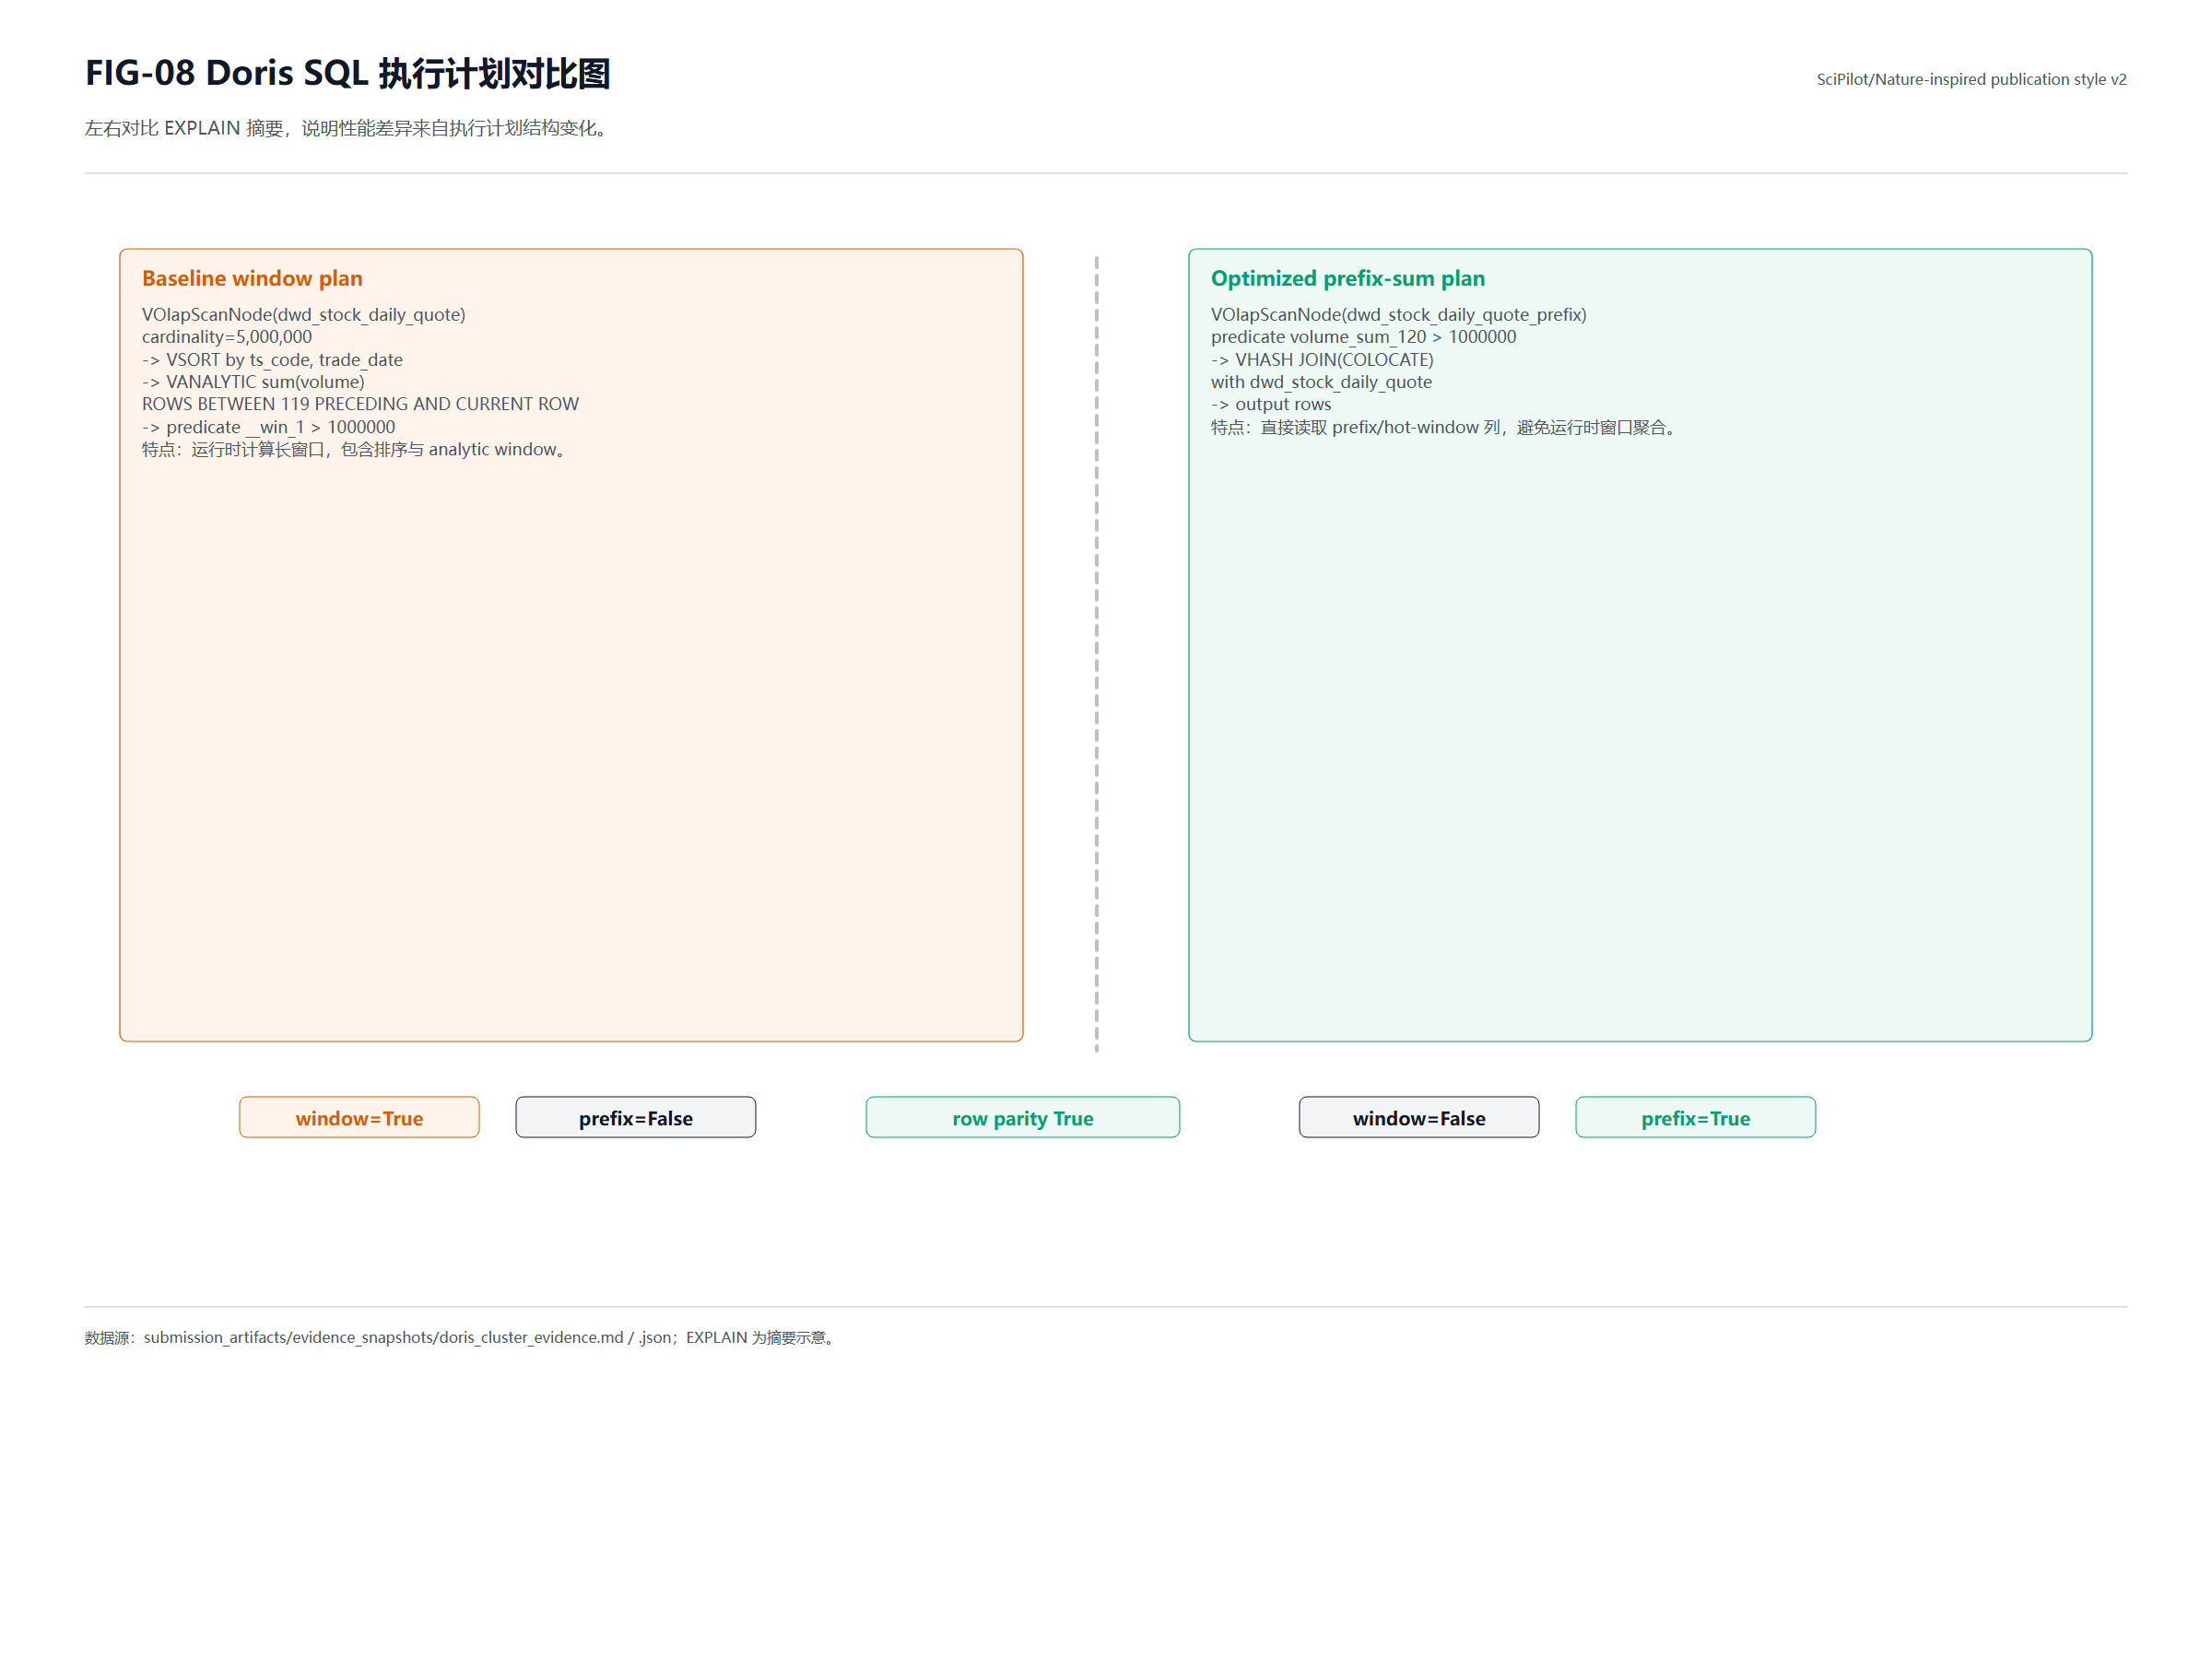 FIG-08 Doris SQL 执行计划对比图
SciPilot/Nature-inspired publication style v2
左右对比 EXPLAIN 摘要，说明性能差异来自执行计划结构变化。
Baseline window plan
VOlapScanNode(dwd_stock_daily_quote)
cardinality=5,000,000
-> VSORT by ts_code, trade_date
-> VANALYTIC sum(volume)
ROWS BETWEEN 119 PRECEDING AND CURRENT ROW
-> predicate __win_1 > 1000000
特点：运行时计算长窗口，包含排序与 analytic window。
Optimized prefix-sum plan
VOlapScanNode(dwd_stock_daily_quote_prefix)
predicate volume_sum_120 > 1000000
-> VHASH JOIN(COLOCATE)
with dwd_stock_daily_quote
-> output rows
特点：直接读取 prefix/hot-window 列，避免运行时窗口聚合。
window=True
prefix=False
row parity True
window=False
prefix=True
数据源：submission_artifacts/evidence_snapshots/doris_cluster_evidence.md / .json；EXPLAIN 为摘要示意。